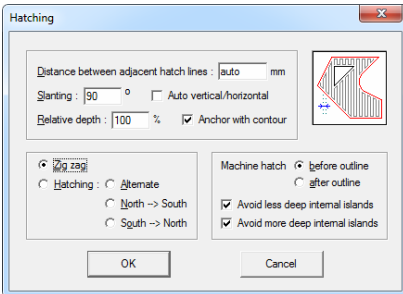 Hatching
Distance between adjacent hatch lines : auto mm
Slanting : 90 ° Auto vertical/horizontal
Relative depth : 100 % Anchor with contour
Zig zag
Hatching : Alternate
North --> South
South --> North
Machine hatch before outline
after outline
Avoid less deep internal islands
Avoid more deep internal islands
OK Cancel